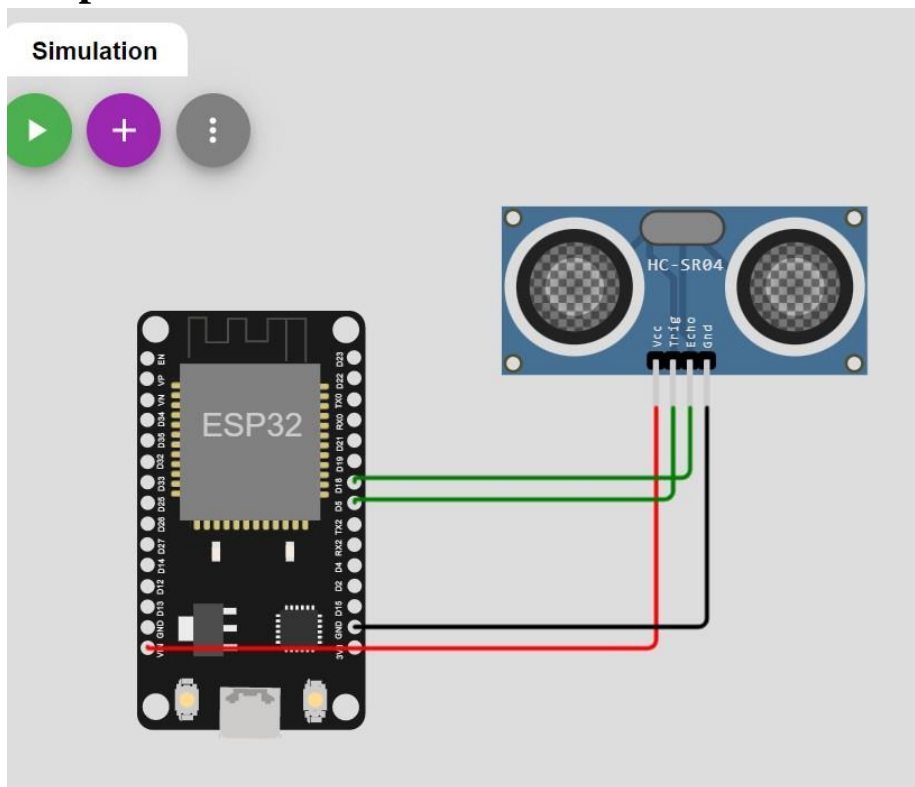 Simulation
HC-SR04
Vcc
Trig
Echo
Gnd
ESP32
EN
VP
VN
D34
D35
D32
D33
D25
D26
D27
D14
D12
D13
GND
VIN
D23
D22
TX0
RX0
D21
D19
D18
D5
TX2
RX2
D4
D2
D15
GND